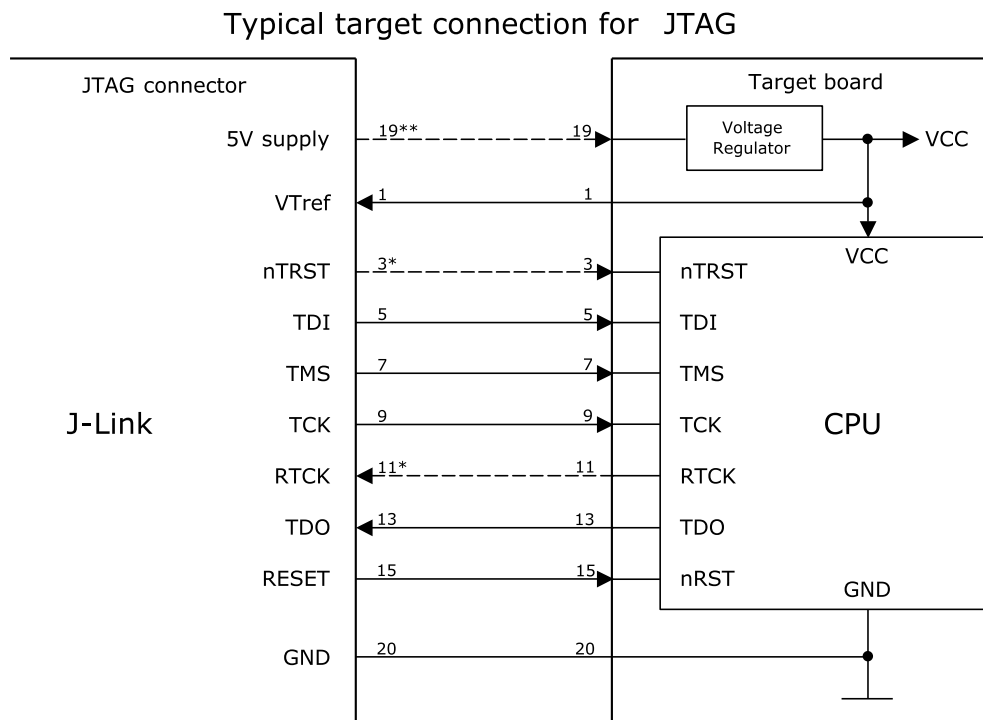 Typical target connection for JTAG
JTAG connector
Target board
5V supply 19** 19 Voltage Regulator VCC
VTref 1 1
VCC
nTRST 3* 3 nTRST
TDI 5 5 TDI
TMS 7 7 TMS
J-Link TCK 9 9 TCK CPU
RTCK 11* 11 RTCK
TDO 13 13 TDO
RESET 15 15 nRST
GND
GND 20 20